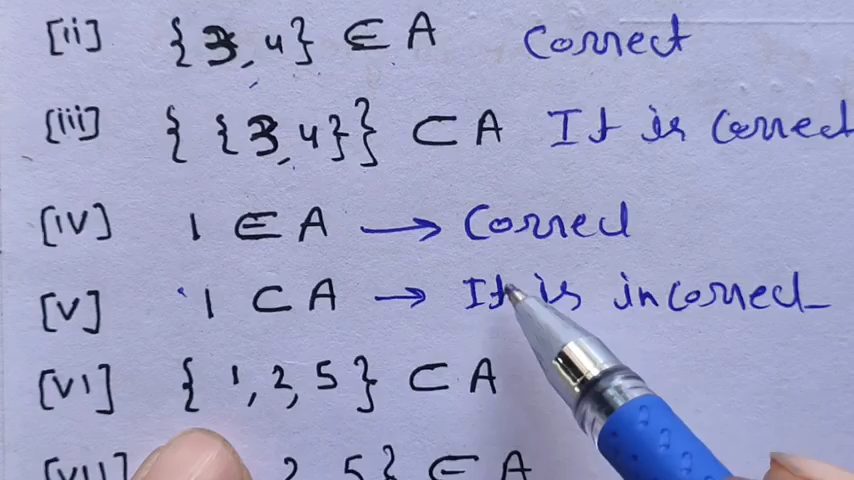 [ii] {3,4} ∈ A Correct
[iii] {{3,4}} ⊂ A It is correct
[iv] 1 ∈ A → Correct
[v] 1 ⊂ A → It is incorrect
[vi] {1,2,5} ⊂ A
[vii] 2, 5} ∈ A